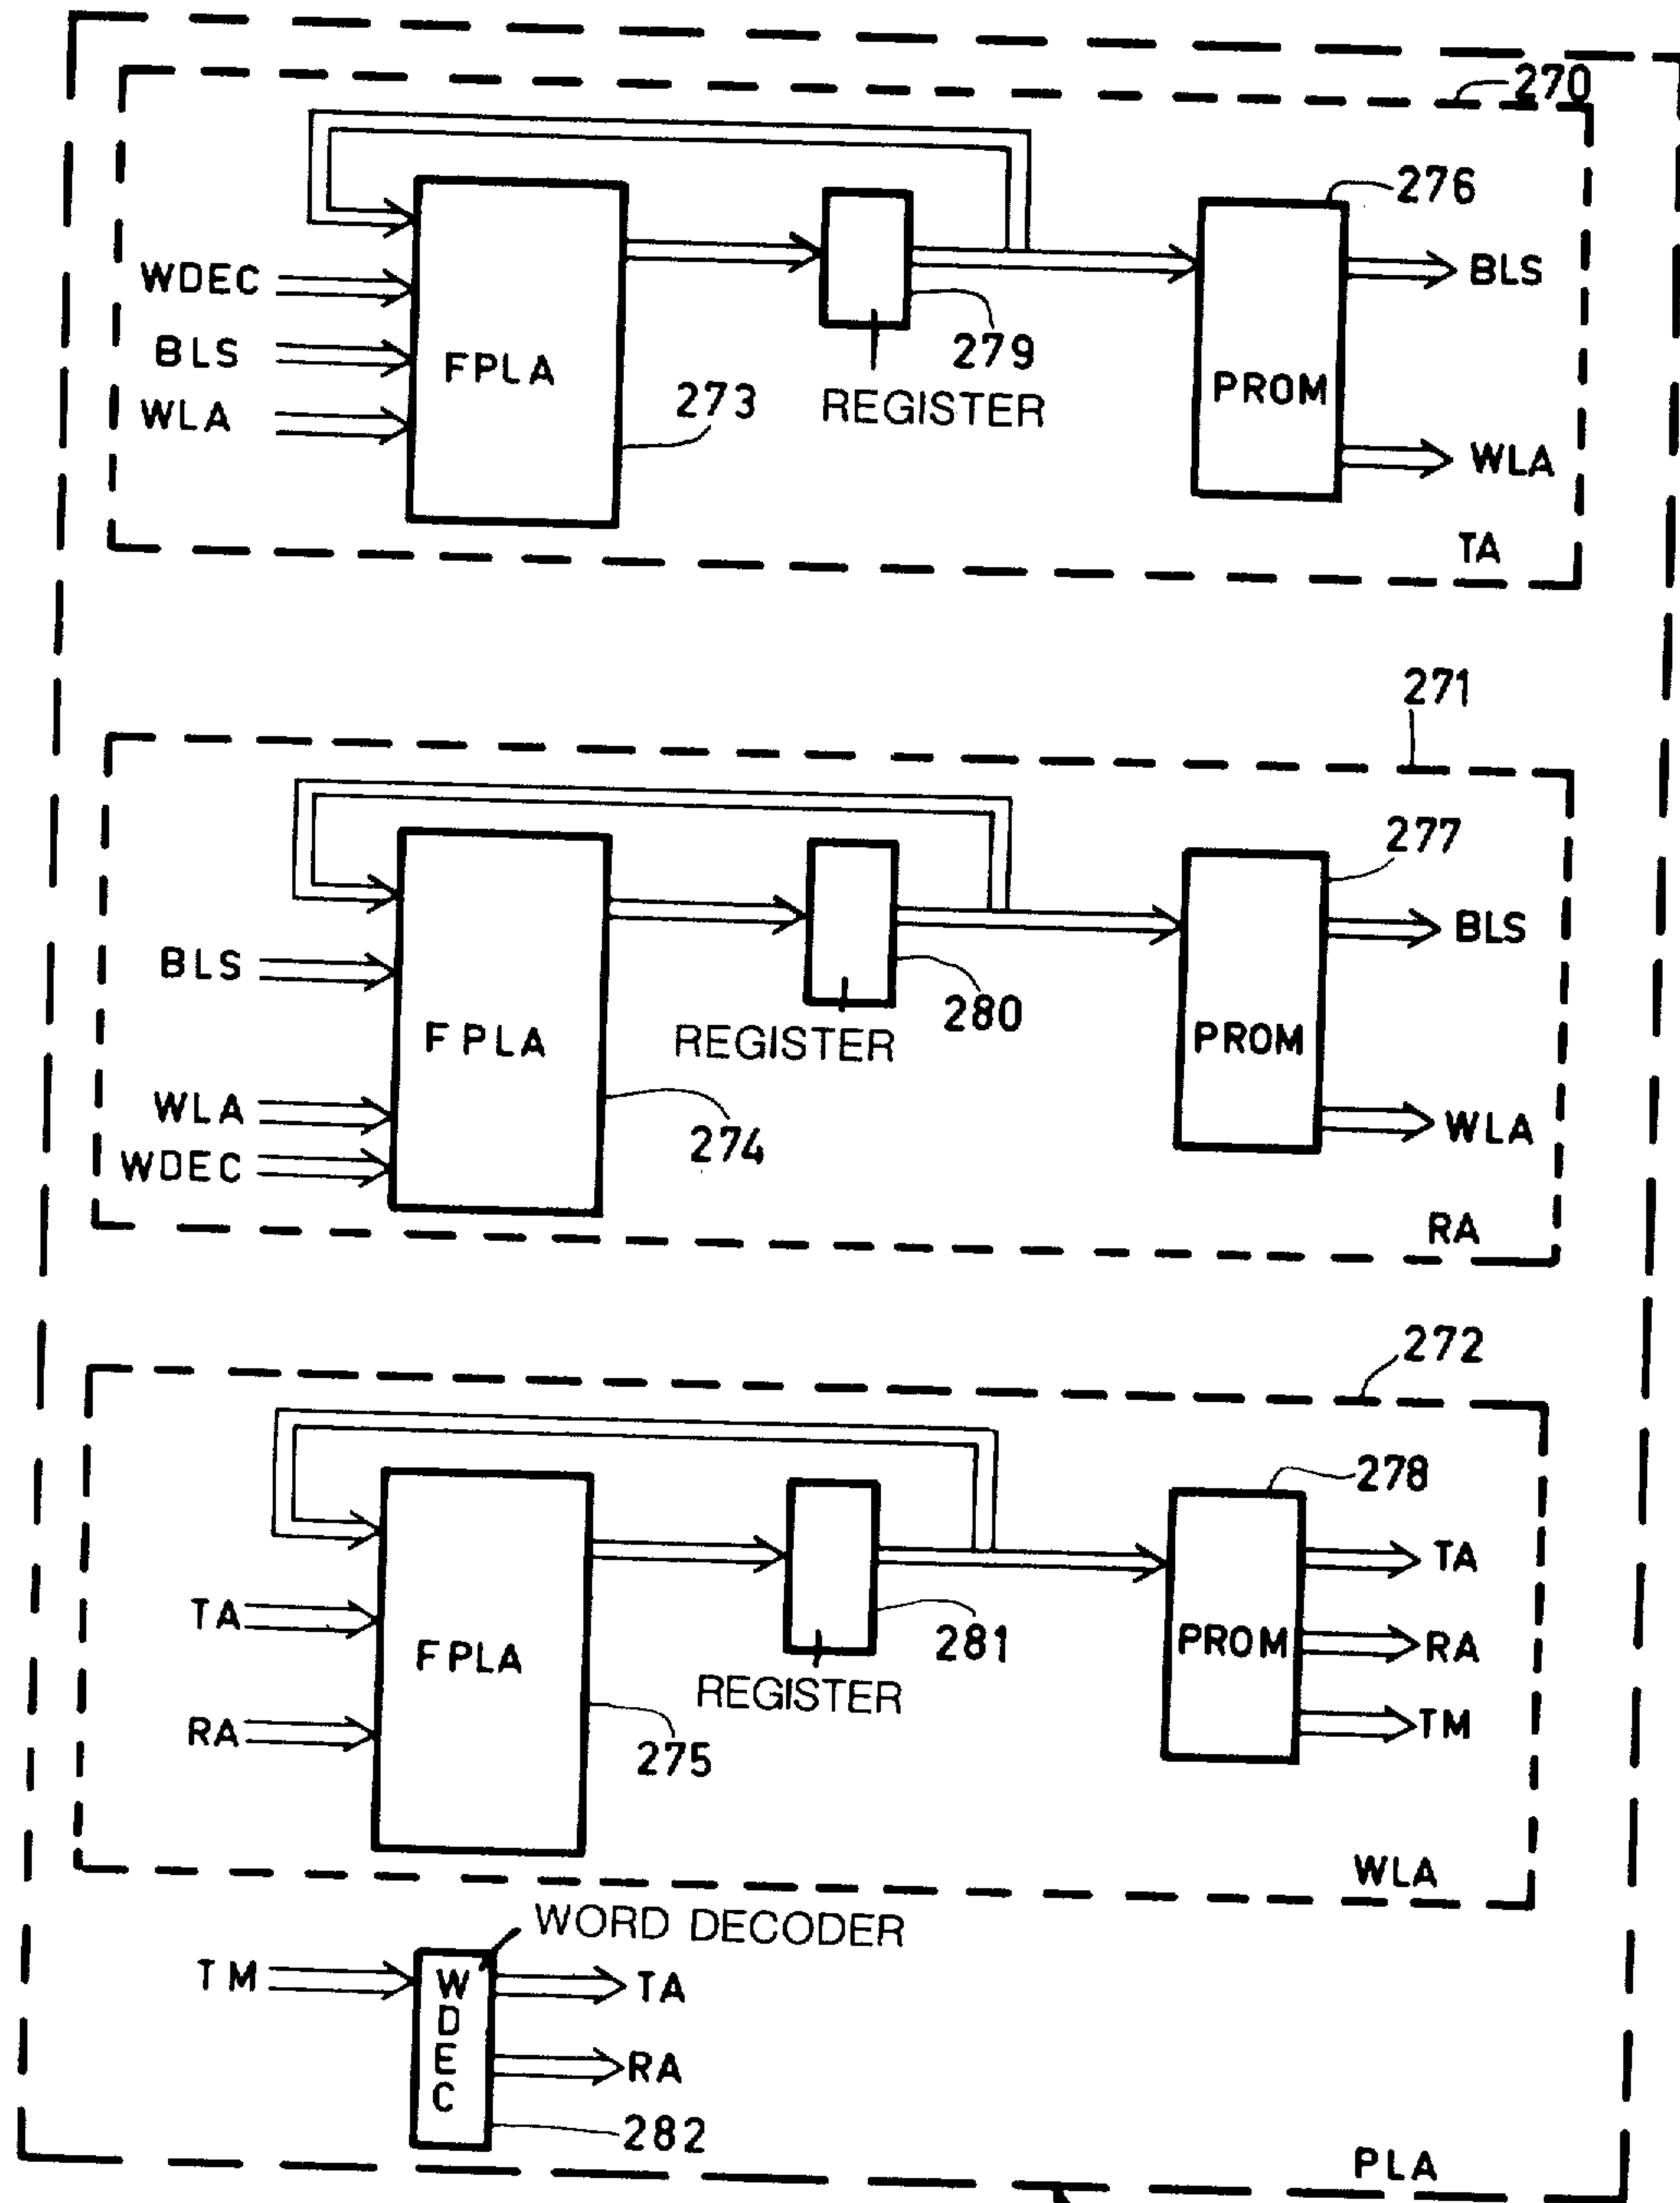 270
276
WDEC
BLS
BLS
279
FPLA
273
PROM
WLA
REGISTER
WLA
TA
271
277
BLS
BLS
280
FPLA
REGISTER
PROM
WLA
274
WLA
WDEC
RA
272
278
TA
TA
281
RA
FPLA
PROM
REGISTER
RA
275
TM
WLA
WORD DECODER
TM
WDEC
TA
RA
282
PLA